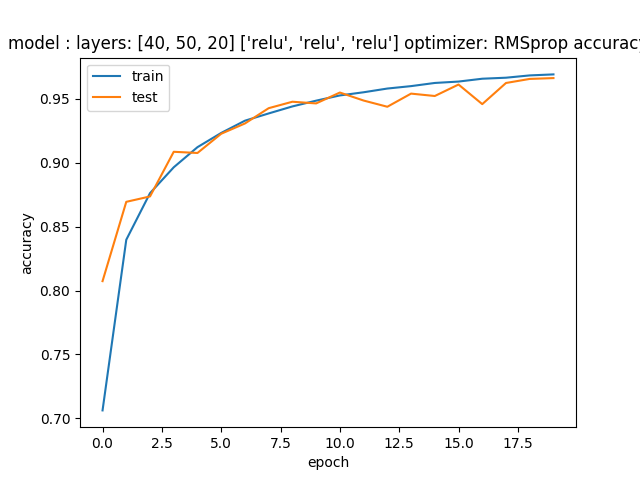 model : layers: [40, 50, 20] ['relu', 'relu', 'relu'] optimizer: RMSprop accuracy
train
test
0.95
0.90
0.85
0.80
0.75
0.70
accuracy
0.0 2.5 5.0 7.5 10.0 12.5 15.0 17.5
epoch